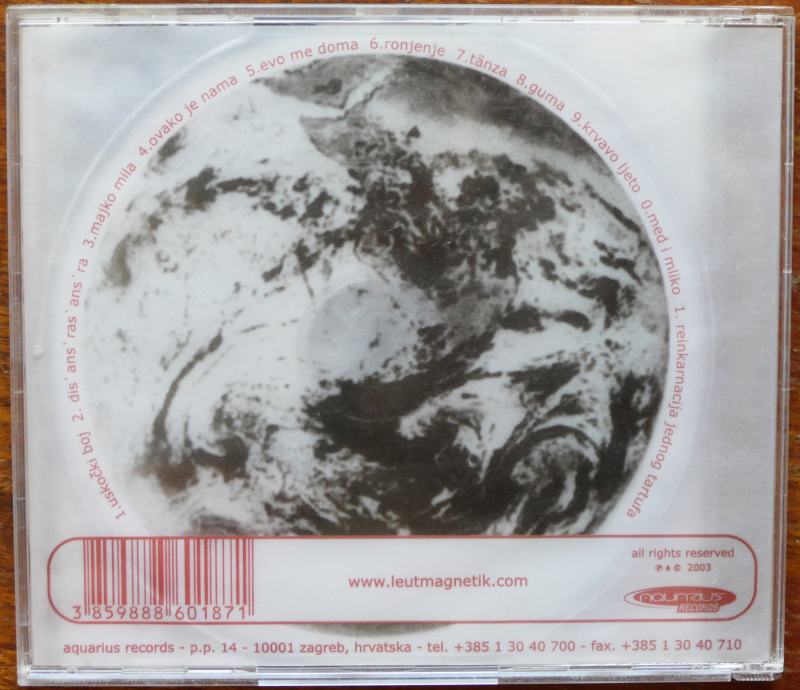 1.uskočki boj 2. dis`ans`ras`ans`ra 3.majko mila 4.ovako je nama 5.evo me doma 6.ronjenje 7.tänza 8.guma 9.krvavo ljeto 0.med i mliko 1. reinkarnacija jednog tartufa
all rights reserved
℗ & © 2003
www.leutmagnetik.com
AQUARIUS
RECORDS
3 859888 601871
aquarius records - p.p. 14 - 10001 zagreb, hrvatska - tel. +385 1 30 40 700 - fax. +385 1 30 40 710